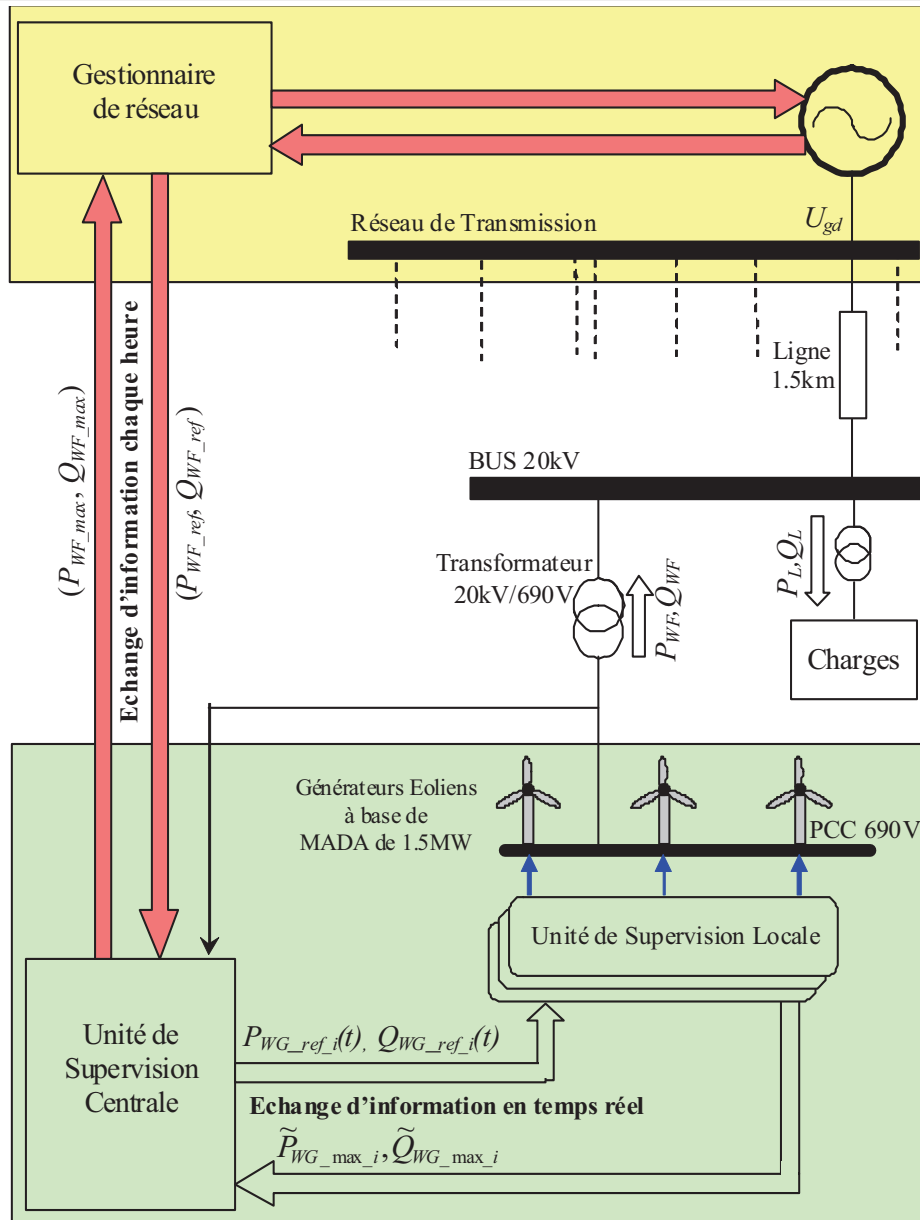 Gestionnaire
de réseau
U_gd
Réseau de Transmission
Ligne
1.5km
(P_WF_max, Q_WF_max)
Echange d'information chaque heure
(P_WF_ref, Q_WF_ref)
BUS 20kV
Transformateur
20kV/690V
P_WF, Q_WF
P_L, Q_L
Charges
Générateurs Eoliens
à base de
MADA de 1.5MW
PCC 690V
Unité de Supervision Locale
Unité de
Supervision
Centrale
P_WG_ref_i(t), Q_WG_ref_i(t)
Echange d'information en temps réel
P̃_WG_max_i, Q̃_WG_max_i